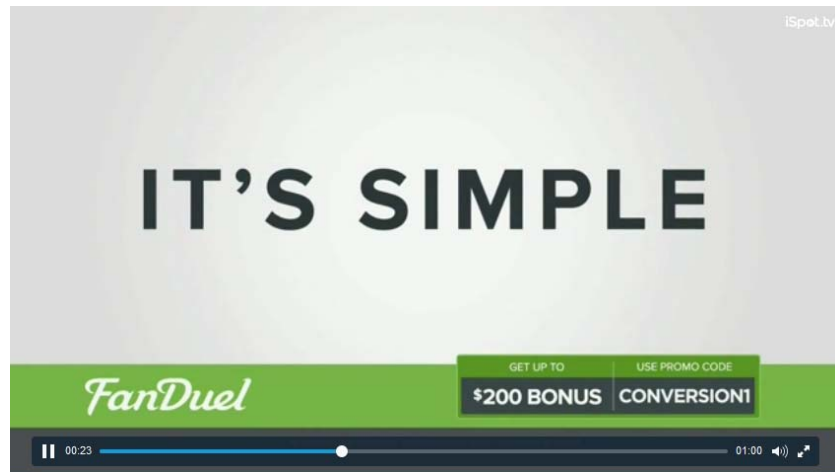 iSpot.tv
IT'S SIMPLE
FanDuel
GET UP TO
$200 BONUS
USE PROMO CODE
CONVERSION1
00:23
01:00